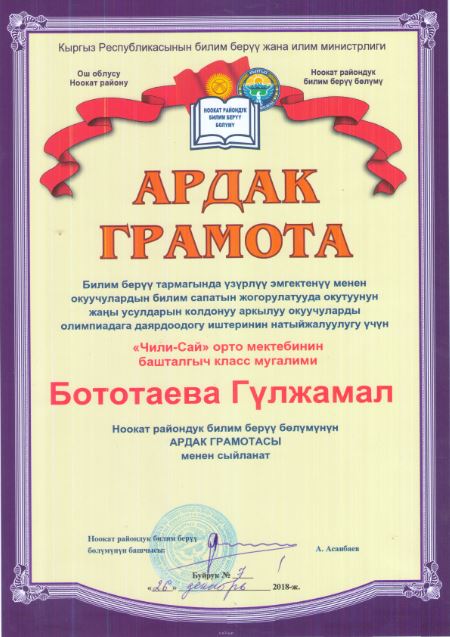 Кыргыз Республикасынын билим берүү жана илим министрлиги
Ош облусу
Ноокат району
Ноокат райондук
билим берүү бөлүмү
НООКАТ РАЙОНДУК
БИЛИМ БЕРҮҮ
БӨЛҮМҮ
АРДАК
ГРАМОТА
Билим берүү тармагында үзүрлүү эмгектенүү менен
окуучулардын билим сапатын жогорулатууда окутуунун
жаңы усулдарын колдонуу аркылуу окуучуларды
олимпиадага даярдоодогу иштеринин натыйжалуулугу үчүн
«Чили-Сай» орто мектебинин
башталгыч класс мугалими
Бототаева Гүлжамал
Ноокат райондук билим берүү бөлүмүнүн
АРДАК ГРАМОТАСЫ
менен сыйланат
Ноокат райондук билим берүү
бөлүмүнүн башчысы:
А. Асанбаев
Буйрук № 7
«26» декабрь 2018-ж.